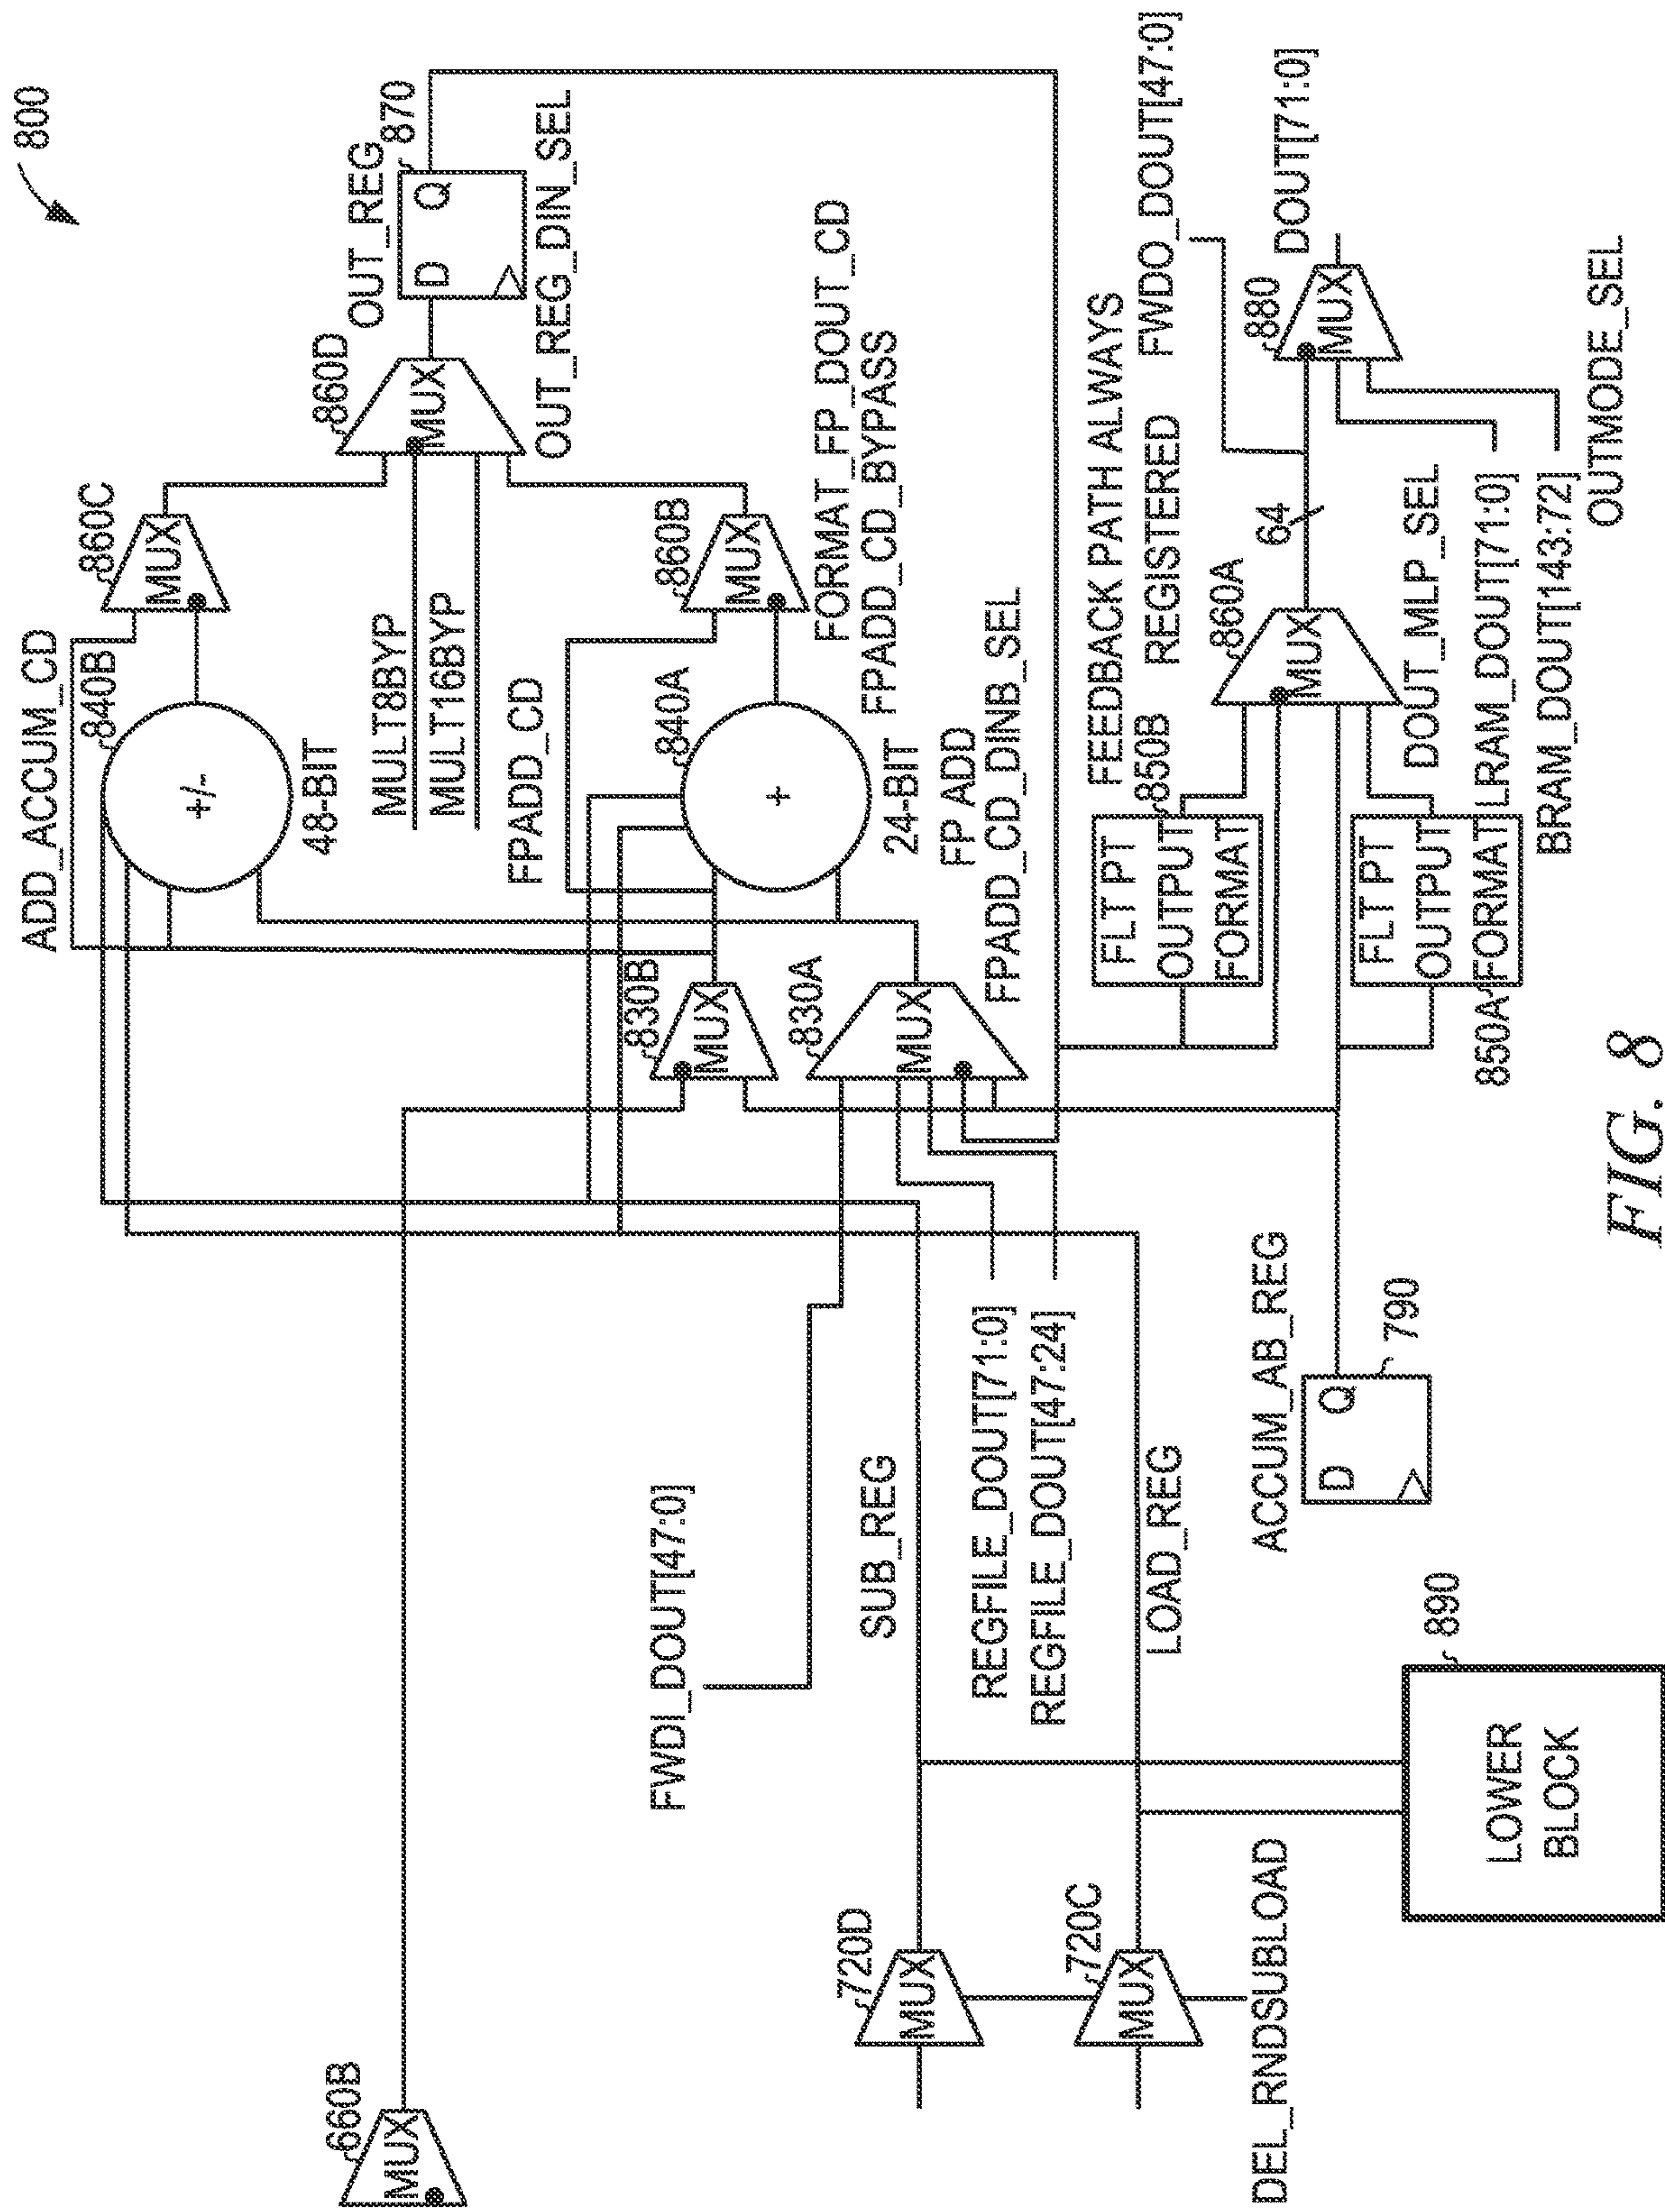 800
ADD_ACCUM_CD
840B
+/-
48-BIT
860C
MUX
MULT8BYP
MULT16BYP
860D
MUX
OUT_REG
870
D Q
OUT_REG_DIN_SEL
660B
MUX
FPADD_CD
830B
MUX
840A
+
24-BIT
FP ADD
860B
MUX
FORMAT_FP_DOUT_CD
FPADD_CD_BYPASS
FWDI_DOUT[47:0]
830A
MUX
FPADD_CD_DINB_SEL
720D
MUX
SUB_REG
REGFILE_DOUT[71:0]
REGFILE_DOUT[47:24]
720C
MUX
LOAD_REG
DEL_RNDSUBLOAD
FEEDBACK PATH ALWAYS
REGISTERED
FWDO_DOUT[47:0]
850B
FLT PT
OUTPUT
FORMAT
860A
MUX
64
880
MUX
DOUT[71:0]
ACCUM_AB_REG
D Q
790
FLT PT
OUTPUT
FORMAT
850A
DOUT_MLP_SEL
LRAM_DOUT[71:0]
BRAM_DOUT[143:72]
OUTMODE_SEL
890
LOWER
BLOCK
FIG. 8